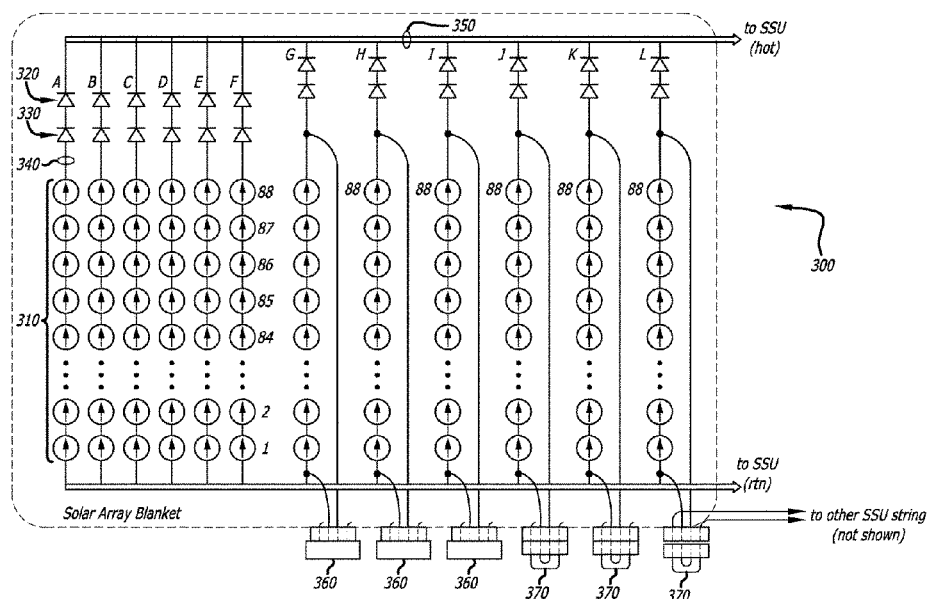 350
to SSU
(hot)
A B C D E F G H I J K L
320
330
340
88 88 88 88 88 88
87
86
85
84
310
300
2
1
to SSU
(rtn)
Solar Array Blanket
to other SSU string
(not shown)
360 360 360 370 370 370